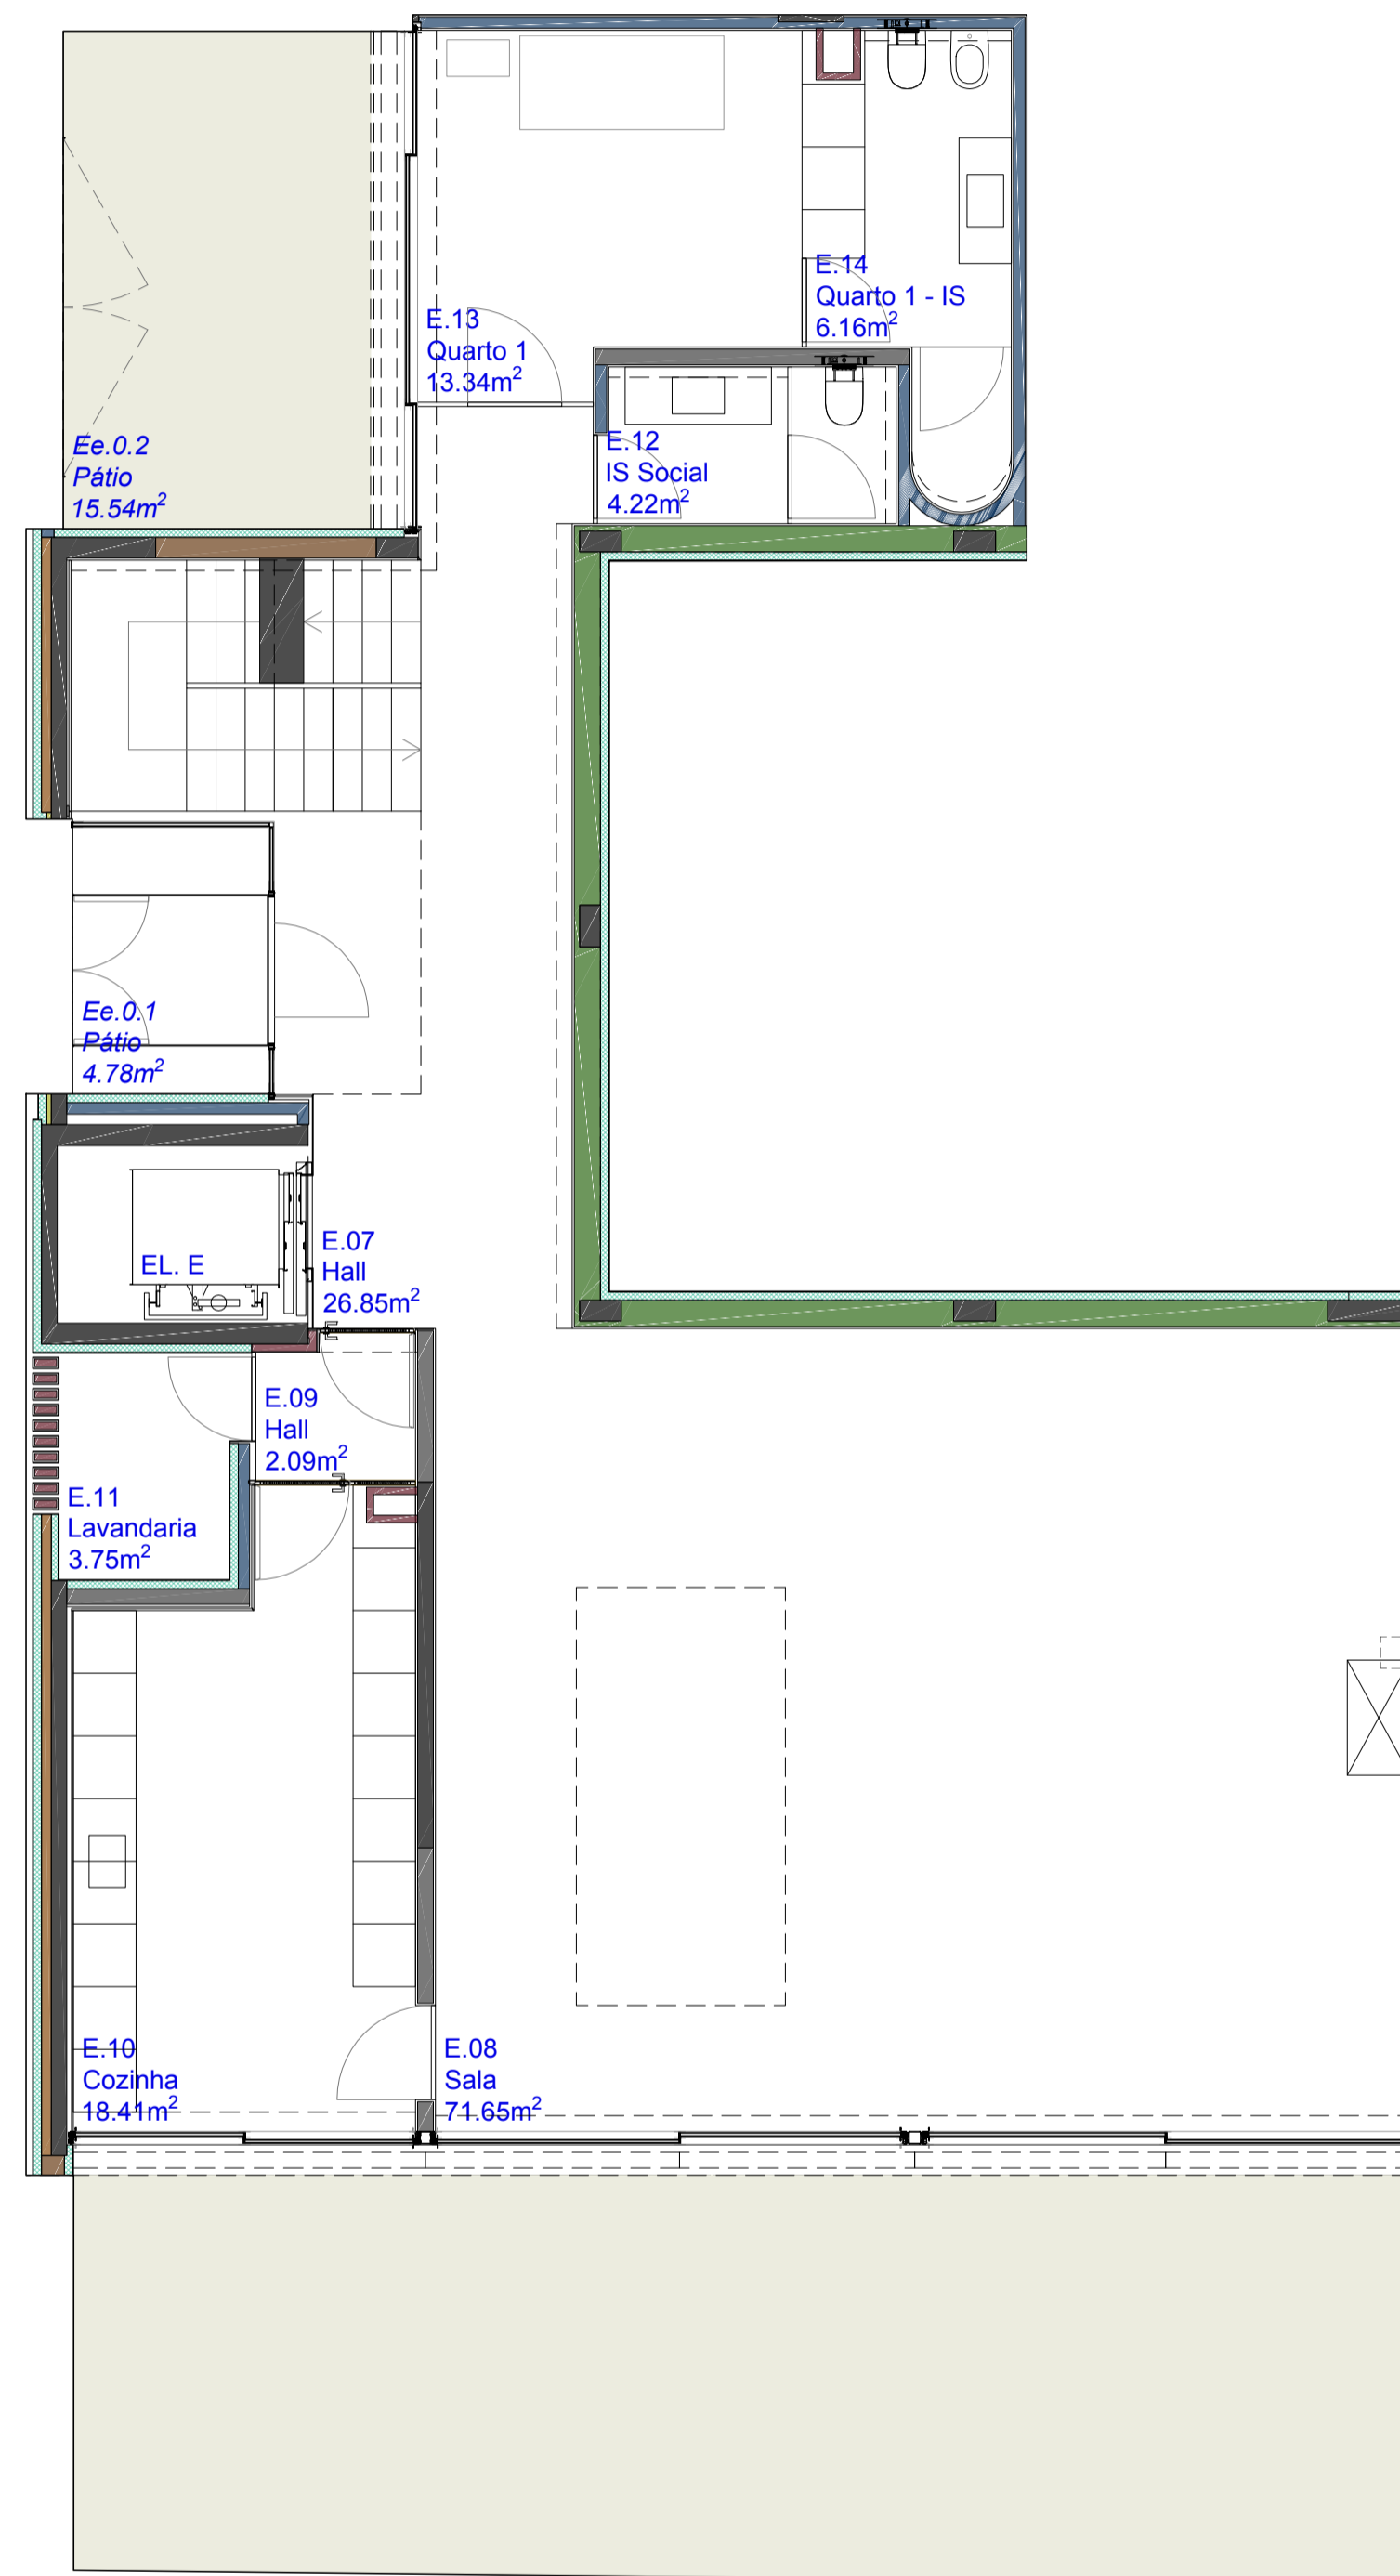 E.14
Quarto 1 - IS
6.16m²
E.13
Quarto 1
13.34m²
E.12
IS Social
4.22m²
Ee.0.2
Pátio
15.54m²
Ee.0.1
Pátio
4.78m²
EL. E
E.07
Hall
26.85m²
E.09
Hall
2.09m²
E.11
Lavandaria
3.75m²
E.10
Cozinha
18.41m²
E.08
Sala
71.65m²